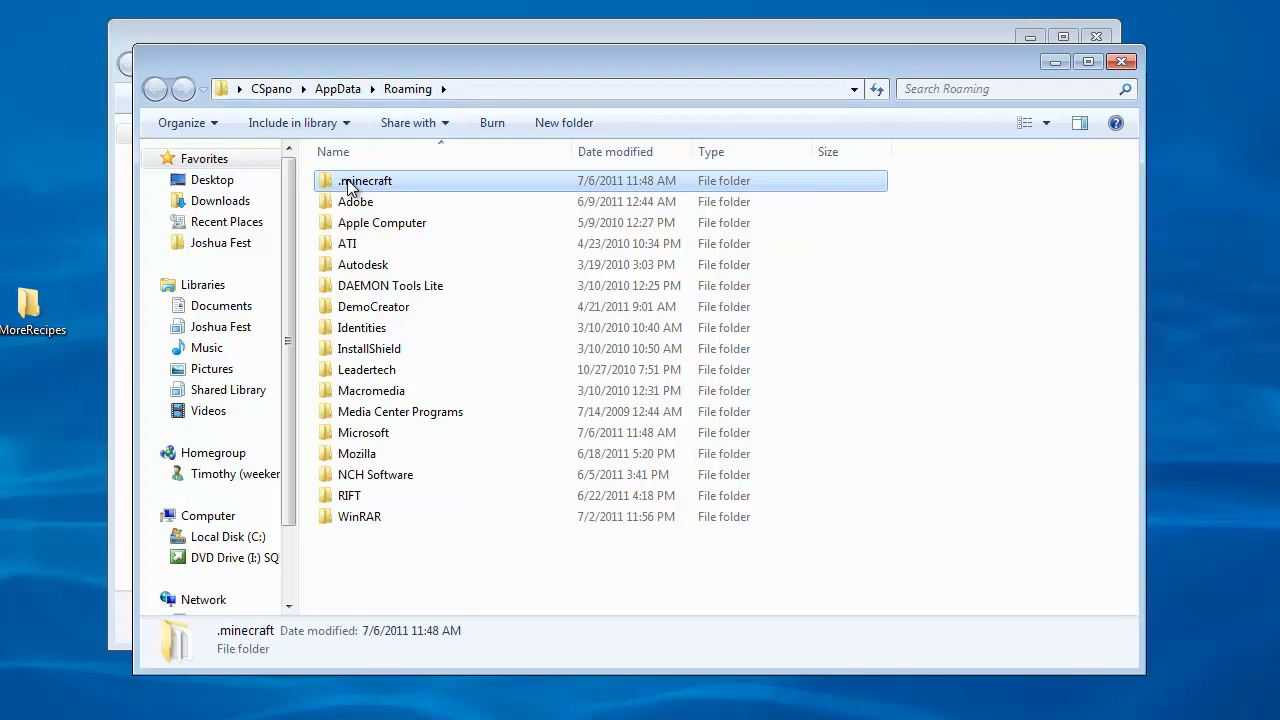 CSpano AppData Roaming
Search Roaming
Organize Include in library Share with Burn New folder
Name Date modified Type Size
.minecraft 7/6/2011 11:48 AM File folder
Adobe 6/9/2011 12:44 AM File folder
Apple Computer 5/9/2010 12:27 PM File folder
ATI 4/23/2010 10:34 PM File folder
Autodesk 3/19/2010 3:03 PM File folder
DAEMON Tools Lite 3/10/2010 12:25 PM File folder
DemoCreator 4/21/2011 9:01 AM File folder
Identities 3/10/2010 10:40 AM File folder
InstallShield 3/10/2010 10:50 AM File folder
Leadertech 10/27/2010 7:51 PM File folder
Macromedia 3/10/2010 12:31 PM File folder
Media Center Programs 7/14/2009 12:44 AM File folder
Microsoft 7/6/2011 11:48 AM File folder
Mozilla 6/18/2011 5:20 PM File folder
NCH Software 6/5/2011 3:41 PM File folder
RIFT 6/22/2011 4:18 PM File folder
WinRAR 7/2/2011 11:56 PM File folder
Favorites
Desktop
Downloads
Recent Places
Joshua Fest
Libraries
Documents
Joshua Fest
Music
Pictures
Shared Library
Videos
Homegroup
Timothy (weeker
Computer
Local Disk (C:)
DVD Drive (I:) SQ
Network
.minecraft Date modified: 7/6/2011 11:48 AM
File folder
MoreRecipes